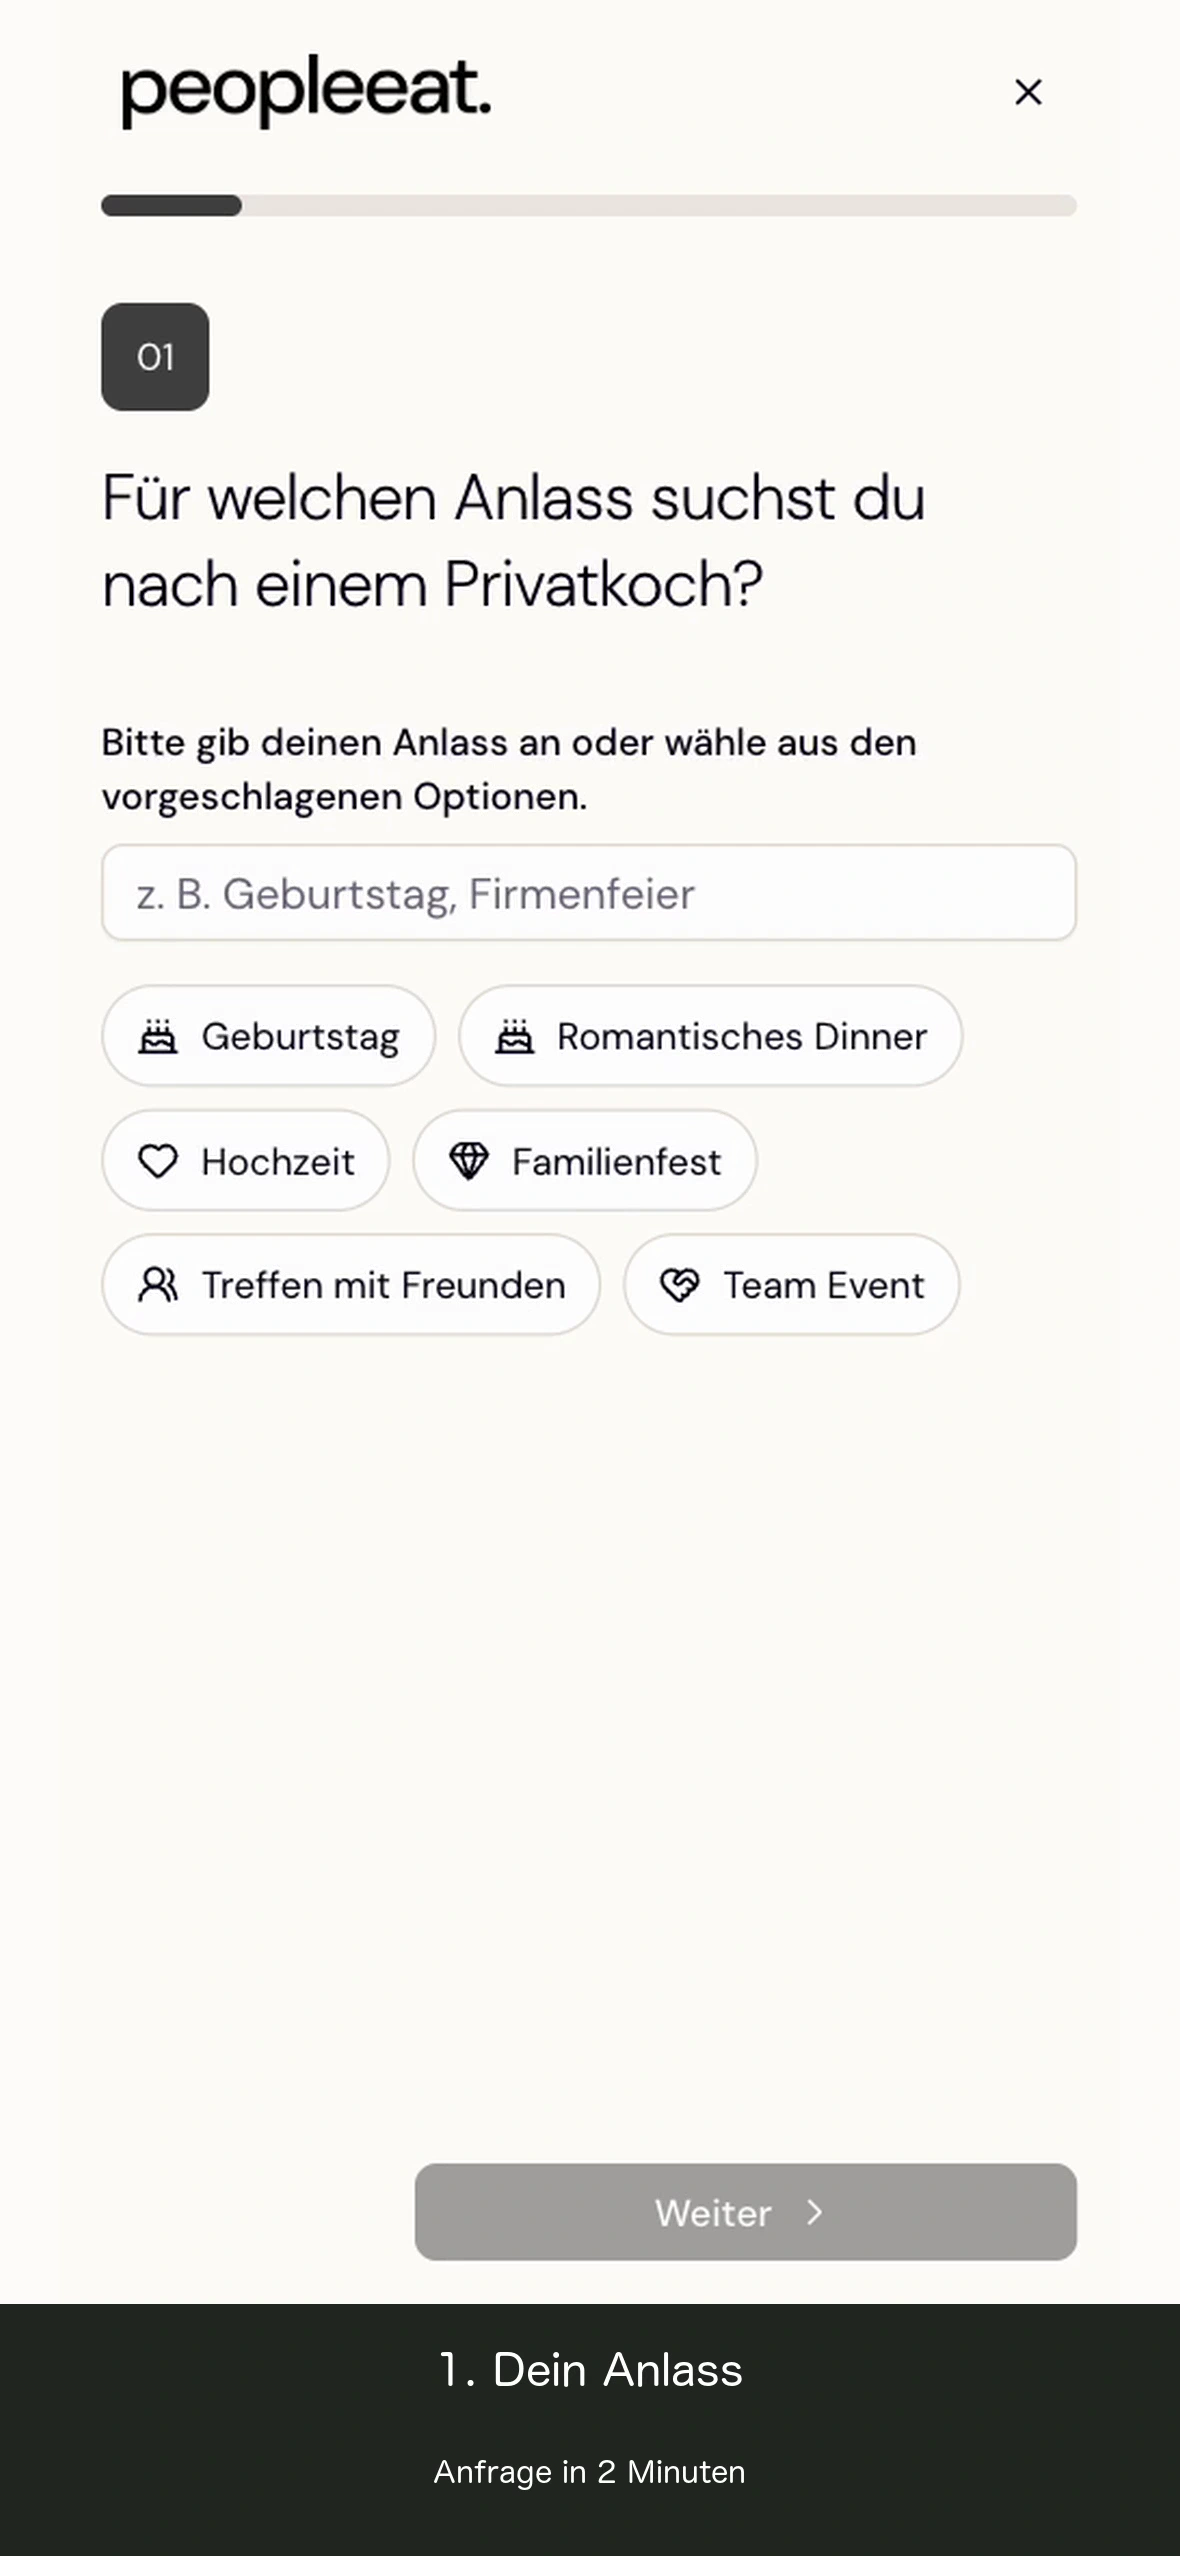 peopleeat.
01
Für welchen Anlass suchst du
nach einem Privatkoch?
Bitte gib deinen Anlass an oder wähle aus den
vorgeschlagenen Optionen.
z. B. Geburtstag, Firmenfeier
Geburtstag
Romantisches Dinner
Hochzeit
Familienfest
Treffen mit Freunden
Team Event
Weiter
1. Dein Anlass
Anfrage in 2 Minuten